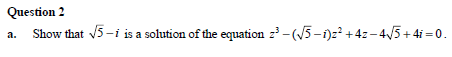 Question 2
a. Show that √5 – i is a solution of the equation z³ – (√5 – i)z² + 4z – 4√5 + 4i = 0.